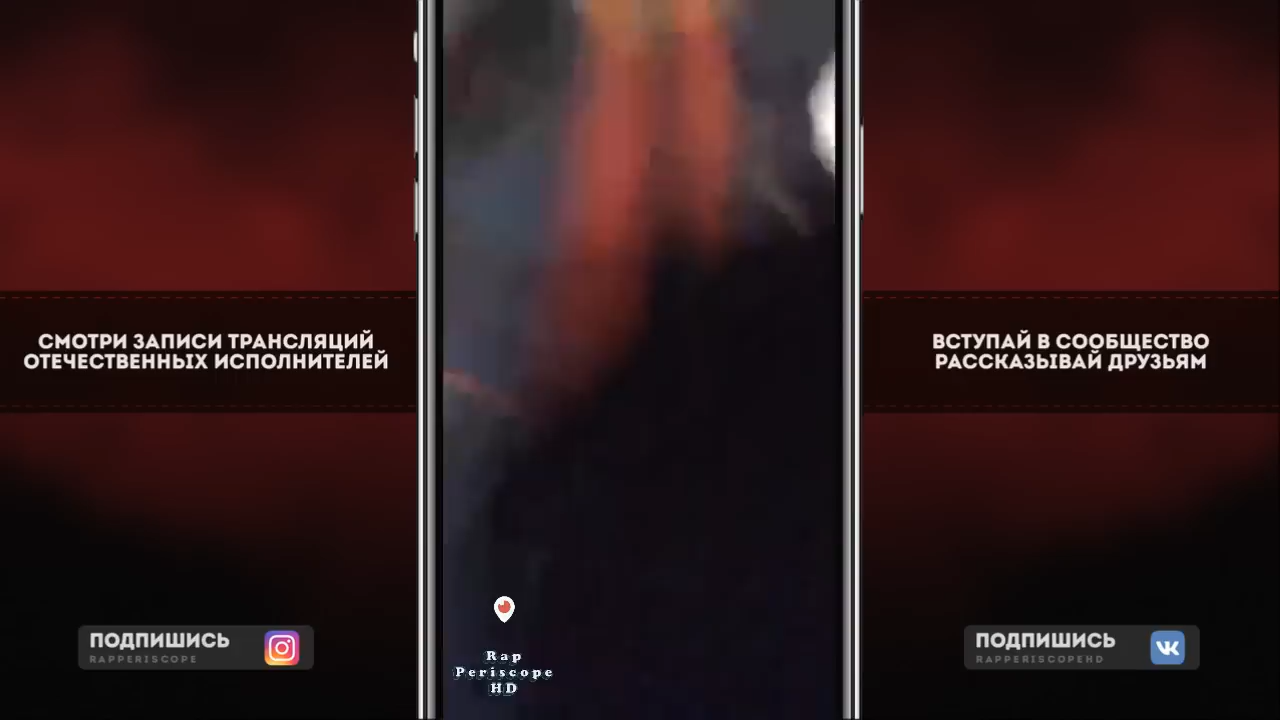 СМОТРИ ЗАПИСИ ТРАНСЛЯЦИЙ
ОТЕЧЕСТВЕННЫХ ИСПОЛНИТЕЛЕЙ
ВСТУПАЙ В СООБЩЕСТВО
РАССКАЗЫВАЙ ДРУЗЬЯМ
ПОДПИШИСЬ
RAPPERISCOPE
Rap
Periscope
HD
ПОДПИШИСЬ
RAPPERISCOPEHD